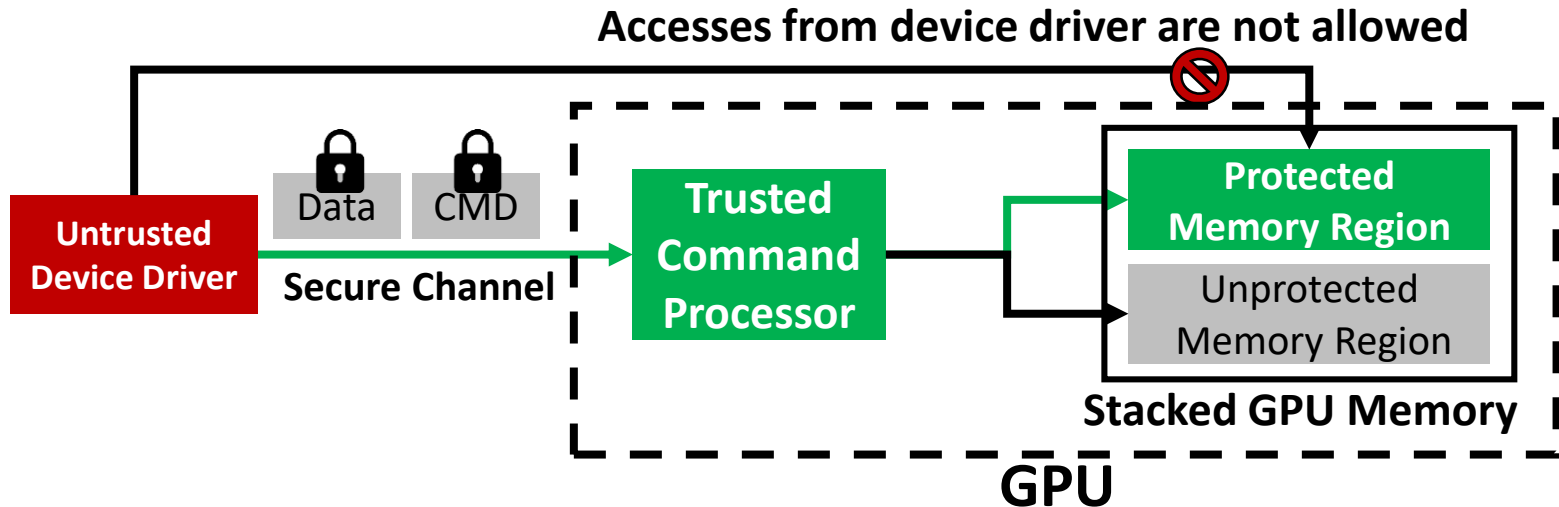 Accesses from device driver are not allowed
Data
CMD
Untrusted
Device Driver
Secure Channel
Trusted
Command
Processor
Protected
Memory Region
Unprotected
Memory Region
Stacked GPU Memory
GPU